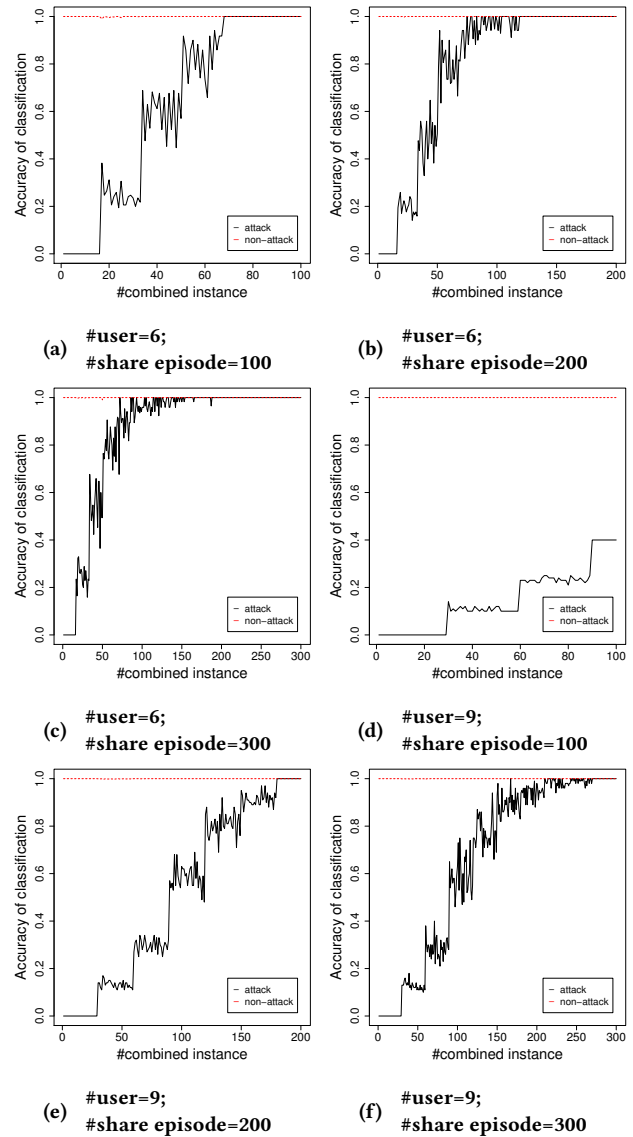 Accuracy of classification
1.0
0.8
0.6
0.4
0.2
0.0
attack
non-attack
0 20 40 60 80 100
#combined instance
(a) #user=6;
#share episode=100
Accuracy of classification
1.0
0.8
0.6
0.4
0.2
0.0
attack
non-attack
0 50 100 150 200
#combined instance
(b) #user=6;
#share episode=200
Accuracy of classification
1.0
0.8
0.6
0.4
0.2
0.0
attack
non-attack
0 50 100 150 200 250 300
#combined instance
(c) #user=6;
#share episode=300
Accuracy of classification
1.0
0.8
0.6
0.4
0.2
0.0
attack
non-attack
0 20 40 60 80 100
#combined instance
(d) #user=9;
#share episode=100
Accuracy of classification
1.0
0.8
0.6
0.4
0.2
0.0
attack
non-attack
0 50 100 150 200
#combined instance
(e) #user=9;
#share episode=200
Accuracy of classification
1.0
0.8
0.6
0.4
0.2
0.0
attack
non-attack
0 50 100 150 200 250 300
#combined instance
(f) #user=9;
#share episode=300